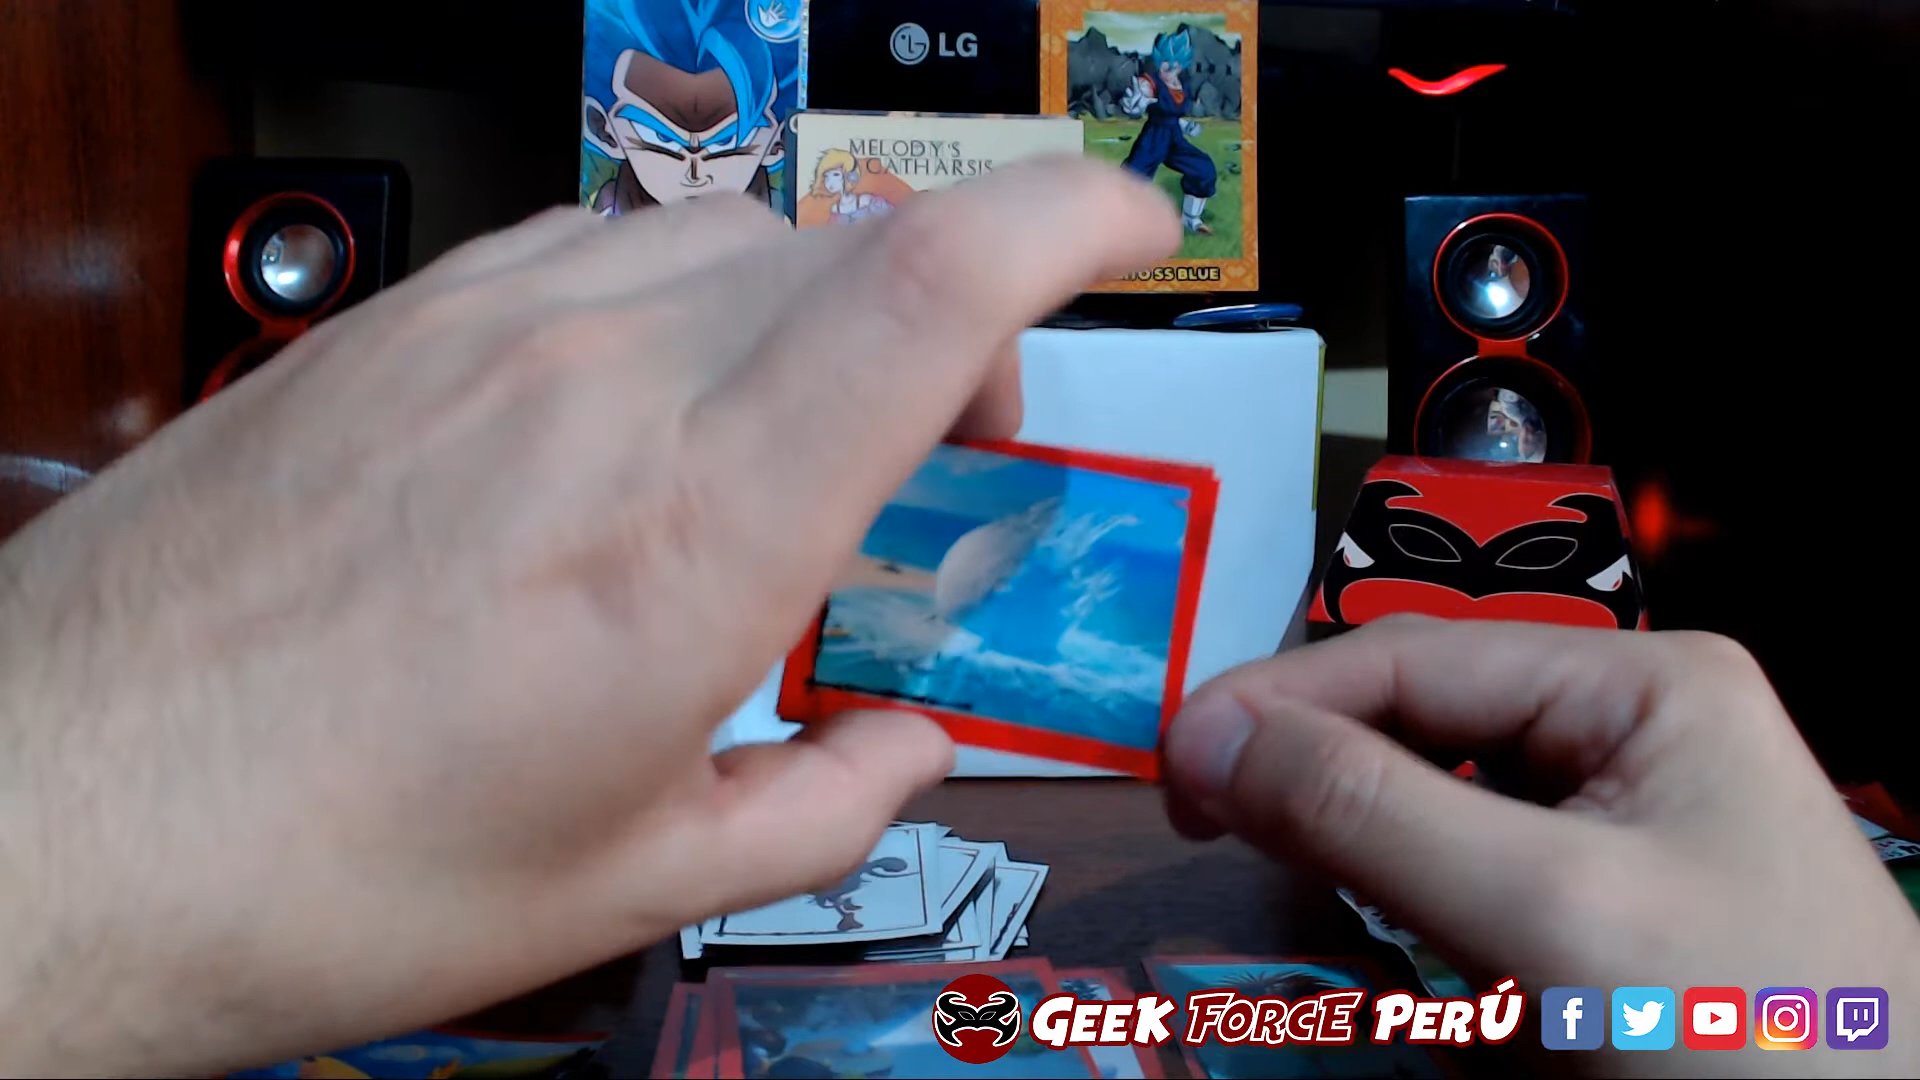 LG
MELODY'S
CATHARSIS
SS BLUE
GEEK FORCE PERÚ